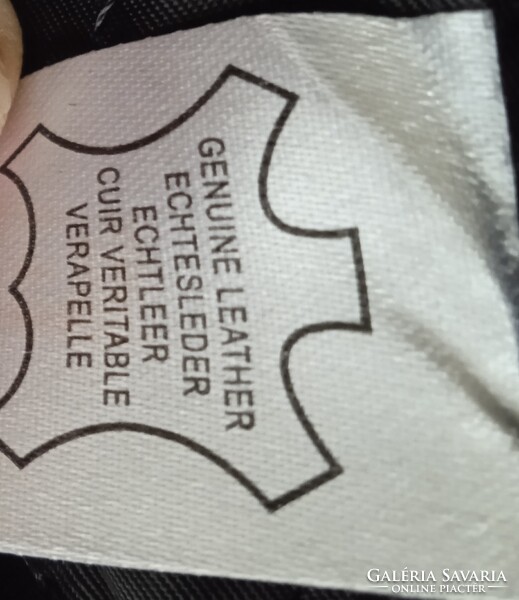 GENUINE LEATHER
ECHTESLEDER
ECHTLEER
CUIR VERITABLE
VERAPELLE
GALÉRIA SAVARIA
ONLINE PIACTÉR